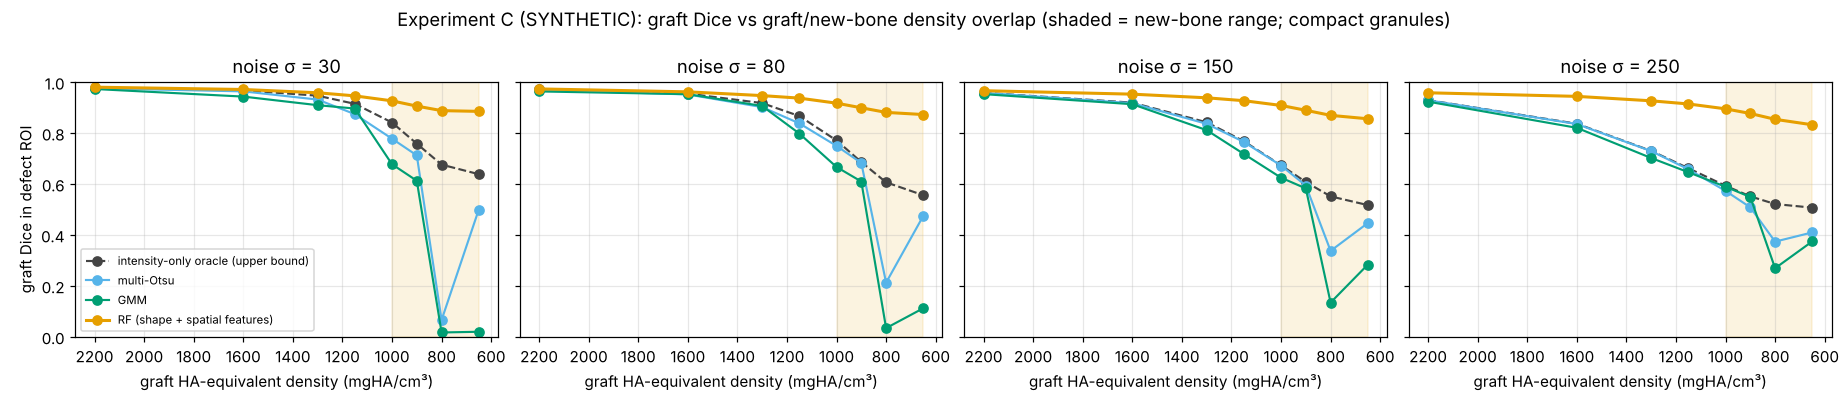 Experiment C (SYNTHETIC): graft Dice vs graft/new-bone density overlap (shaded = new-bone range; compact granules)
noise σ = 30
noise σ = 80
noise σ = 150
noise σ = 250
graft Dice in defect ROI
1.0
0.8
0.6
0.4
0.2
0.0
intensity-only oracle (upper bound)
multi-Otsu
GMM
RF (shape + spatial features)
2200 2000 1800 1600 1400 1200 1000 800 600
2200 2000 1800 1600 1400 1200 1000 800 600
2200 2000 1800 1600 1400 1200 1000 800 600
2200 2000 1800 1600 1400 1200 1000 800 600
graft HA-equivalent density (mgHA/cm³)
graft HA-equivalent density (mgHA/cm³)
graft HA-equivalent density (mgHA/cm³)
graft HA-equivalent density (mgHA/cm³)